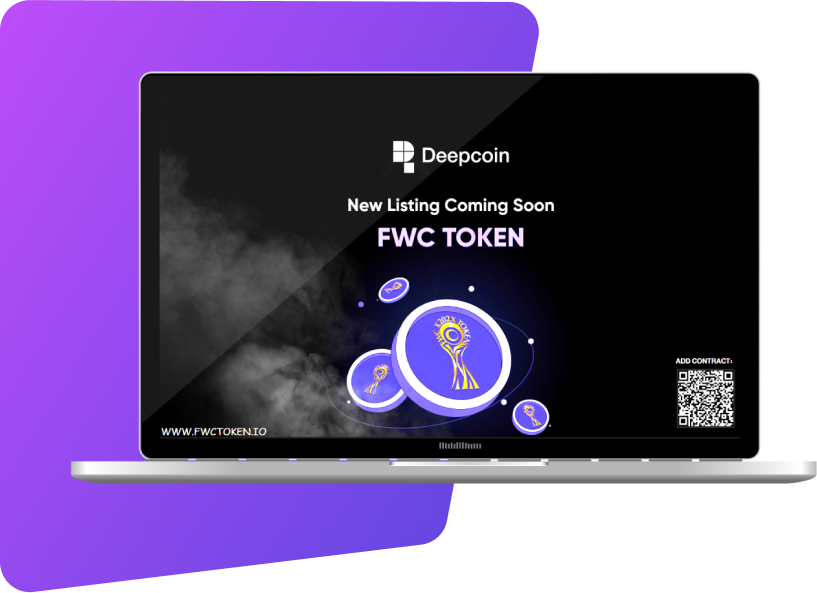 Deepcoin
New Listing Coming Soon
FWC TOKEN
ADD CONTRACT:
WWW.FWCTOKEN.IO